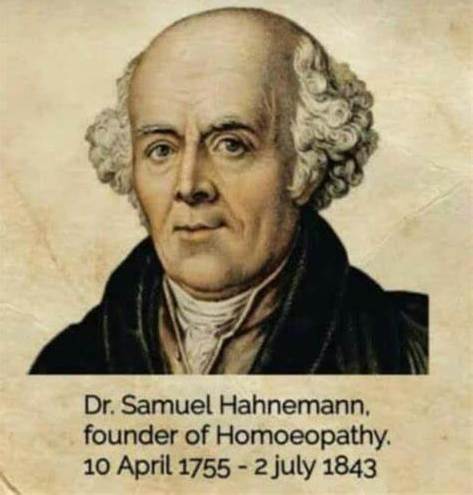 Dr. Samuel Hahnemann,
founder of Homoeopathy.
10 April 1755 - 2 july 1843